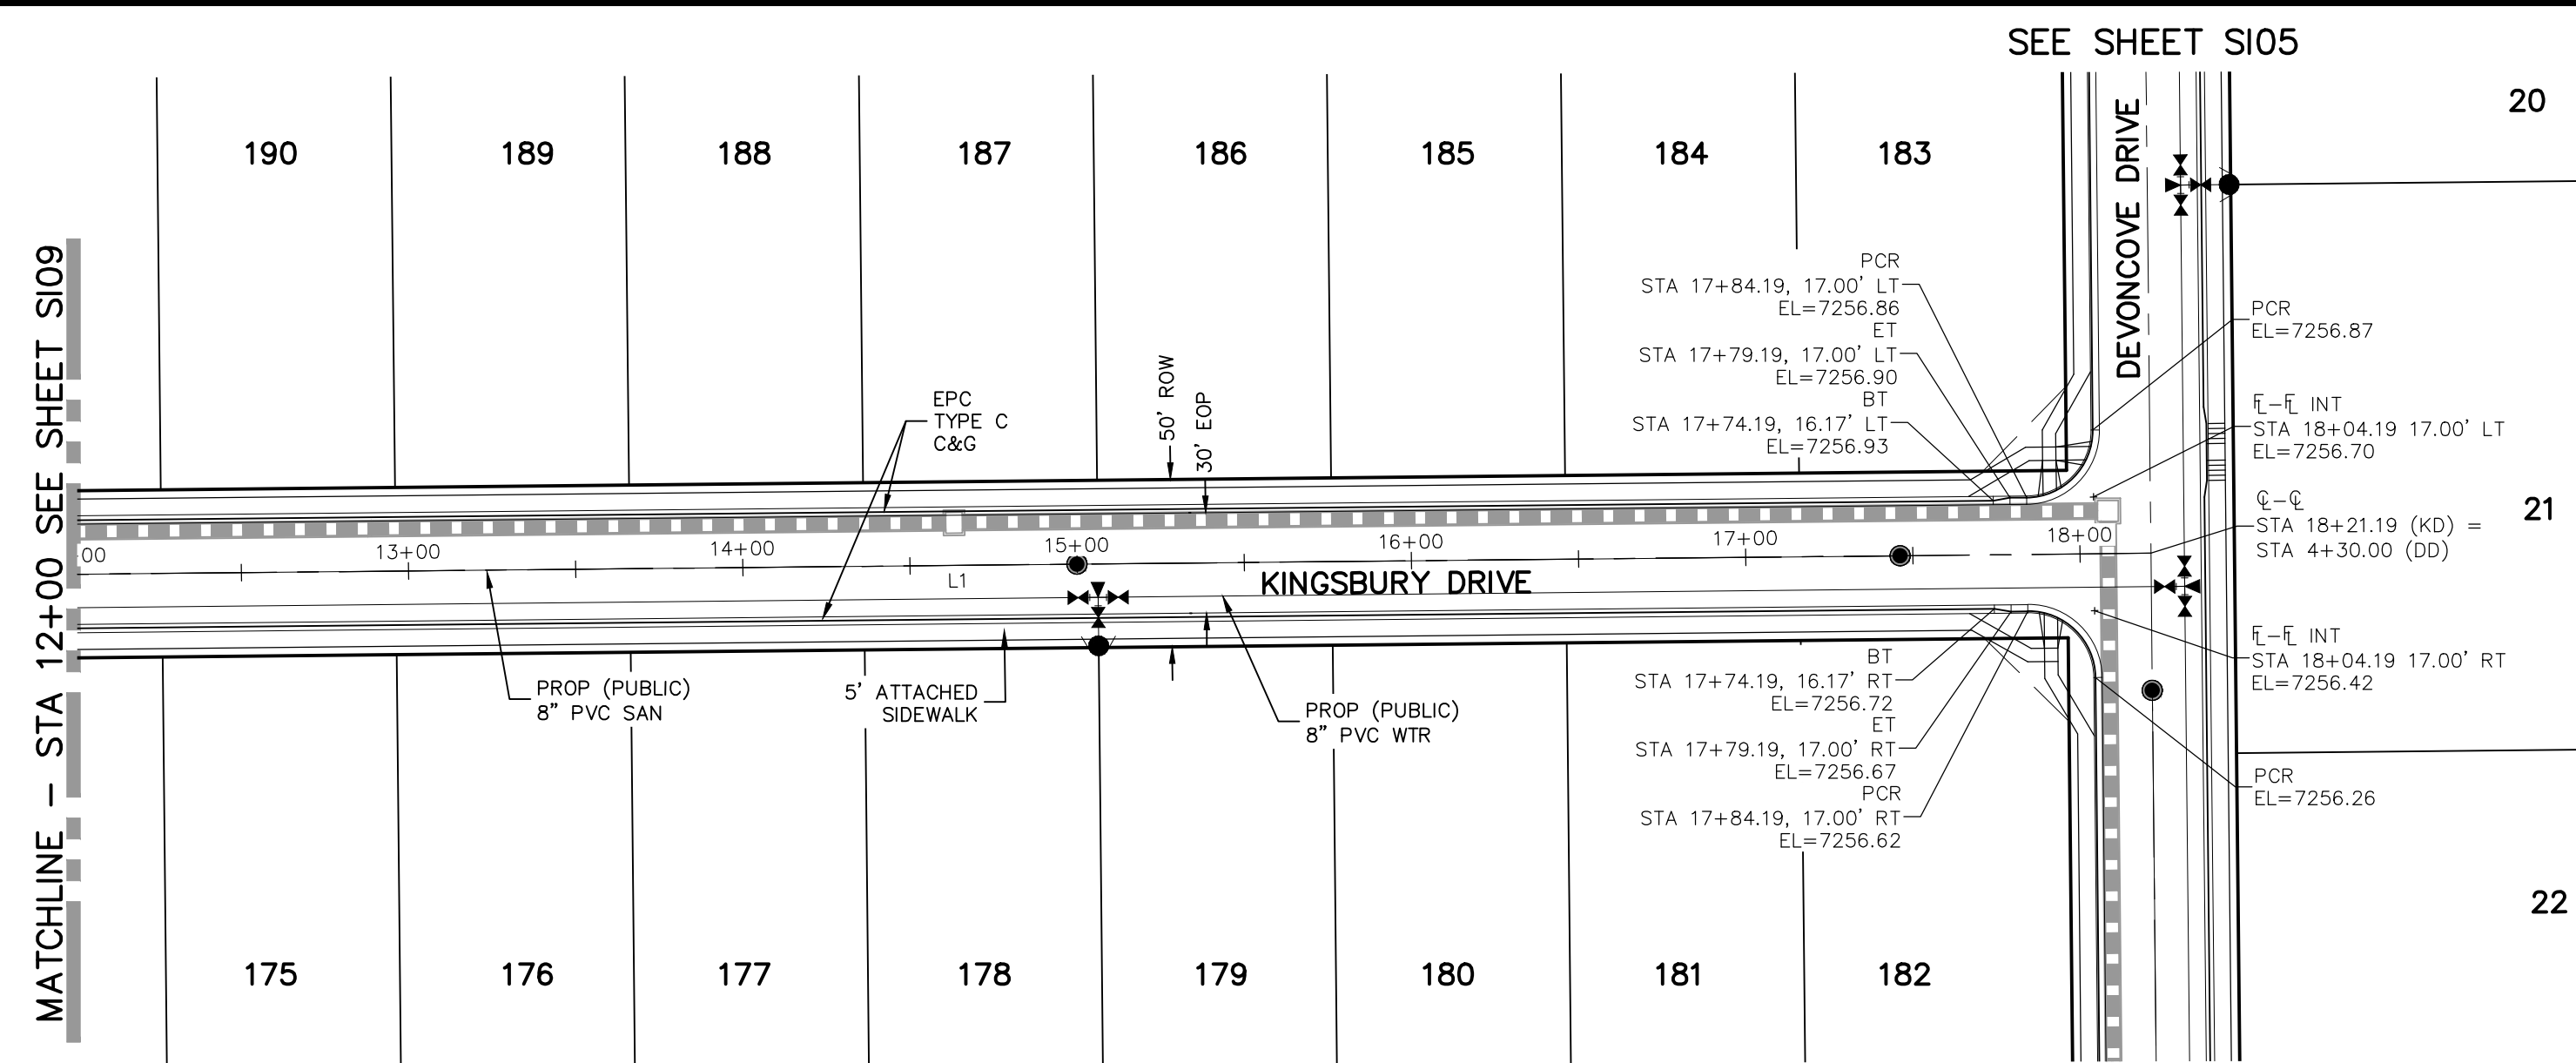 SEE SHEET SI05
MATCHLINE - STA 12+00 SEE SHEET SI09
190
189
188
187
186
185
184
183
20
DEVONCOVE DRIVE
PCR
STA 17+84.19, 17.00' LT
EL=7256.86
ET
STA 17+79.19, 17.00' LT
EL=7256.90
BT
STA 17+74.19, 16.17' LT
EL=7256.93
PCR
EL=7256.87
FL-FL INT
STA 18+04.19 17.00' LT
EL=7256.70
CL-CL
STA 18+21.19 (KD) =
STA 4+30.00 (DD)
21
EPC
TYPE C
C&G
50' ROW
30' EOP
00
13+00
14+00
15+00
16+00
17+00
18+00
L1
KINGSBURY DRIVE
PROP (PUBLIC)
8" PVC SAN
5' ATTACHED
SIDEWALK
PROP (PUBLIC)
8" PVC WTR
BT
STA 17+74.19, 16.17' RT
EL=7256.72
ET
STA 17+79.19, 17.00' RT
EL=7256.67
PCR
STA 17+84.19, 17.00' RT
EL=7256.62
FL-FL INT
STA 18+04.19 17.00' RT
EL=7256.42
PCR
EL=7256.26
22
175
176
177
178
179
180
181
182